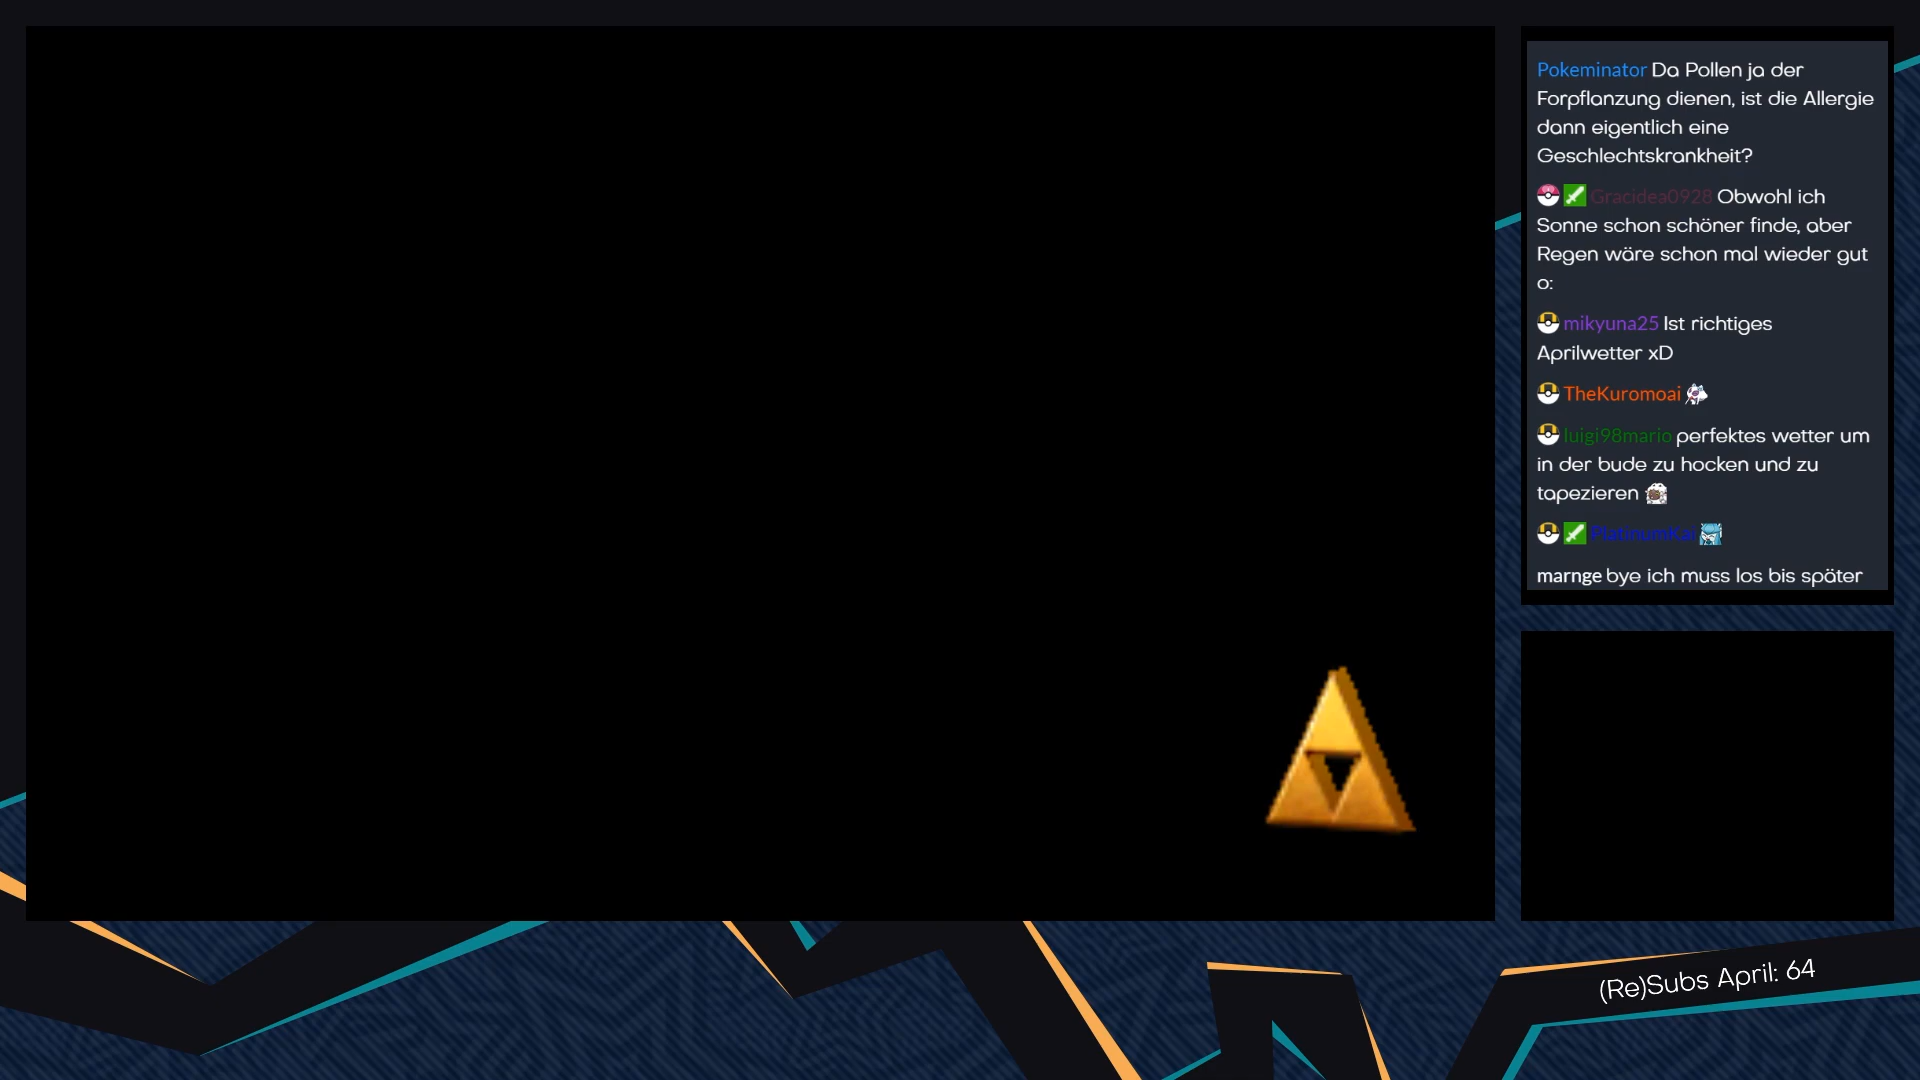 Pokeminator Da Pollen ja der
Forpflanzung dienen, ist die Allergie
dann eigentlich eine
Geschlechtskrankheit?
Gracidea0928 Obwohl ich
Sonne schon schöner finde, aber
Regen wäre schon mal wieder gut
o:
mikyuna25 Ist richtiges
Aprilwetter xD
TheKuromoai
luigi98mario perfektes wetter um
in der bude zu hocken und zu
tapezieren
PlatinumKai
marnge bye ich muss los bis später
(Re)Subs April: 64